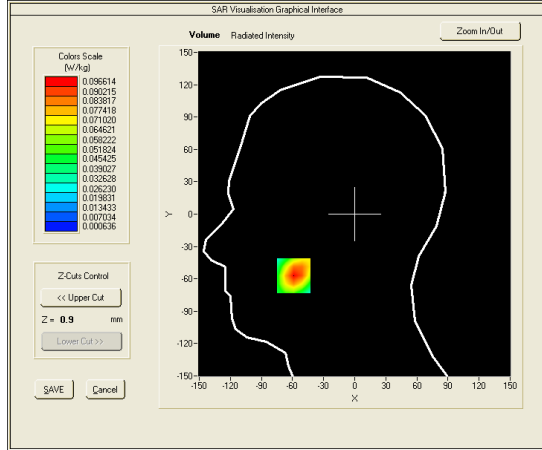 SAR Visualisation Graphical Interface
Volume Radiated Intensity
Zoom In/Out
Colors Scale
(W/kg)
0.096614
0.090215
0.083817
0.077418
0.071020
0.064621
0.058222
0.051824
0.045425
0.039027
0.032628
0.026230
0.019831
0.013433
0.007034
0.000636
Z-Cuts Control
<< Upper Cut
Z = 0.9 mm
Lower Cut >>
SAVE Cancel
150
120
90
60
30
0
-30
-60
-90
-120
-150
Y
-150 -120 -90 -60 -30 0 30 60 90 120 150
X